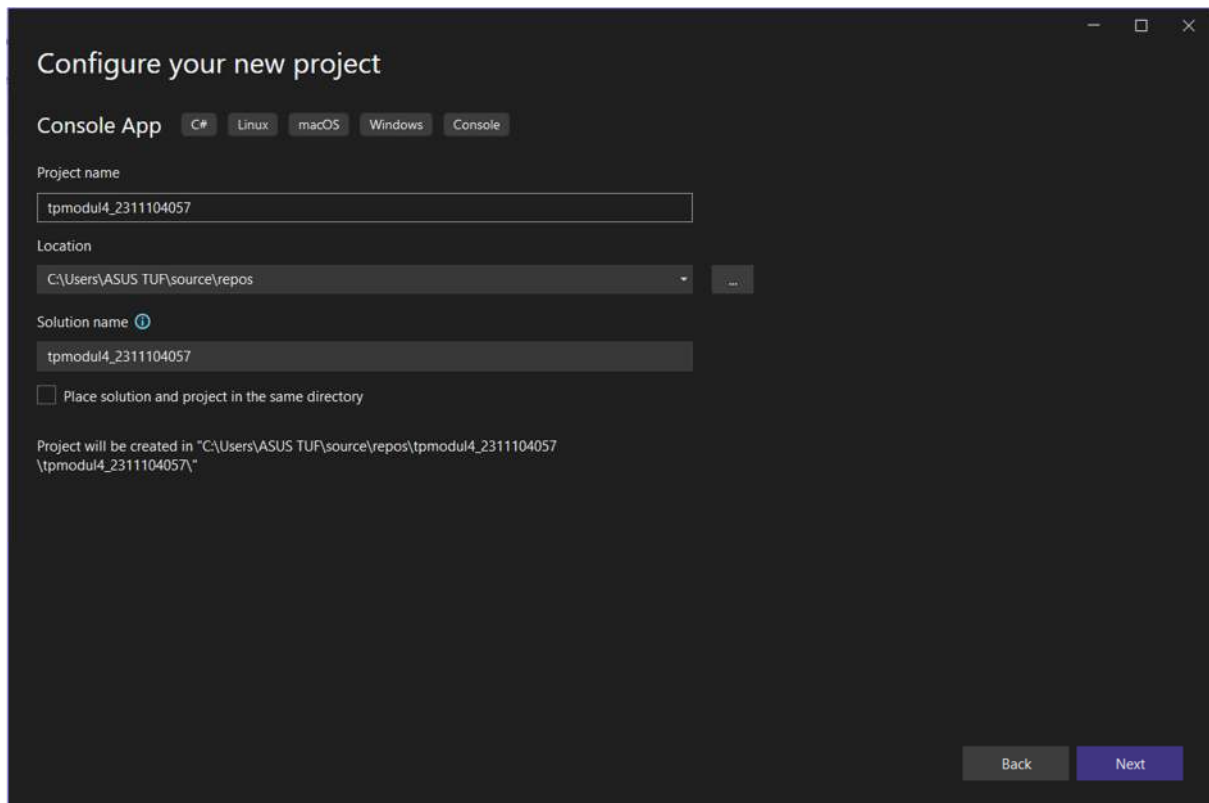 Configure your new project
Console App C# Linux macOS Windows Console
Project name
tpmodul4_2311104057
Location
C:\Users\ASUS TUF\source\repos
...
Solution name
tpmodul4_2311104057
Place solution and project in the same directory
Project will be created in "C:\Users\ASUS TUF\source\repos\tpmodul4_2311104057
\tpmodul4_2311104057\"
Back Next